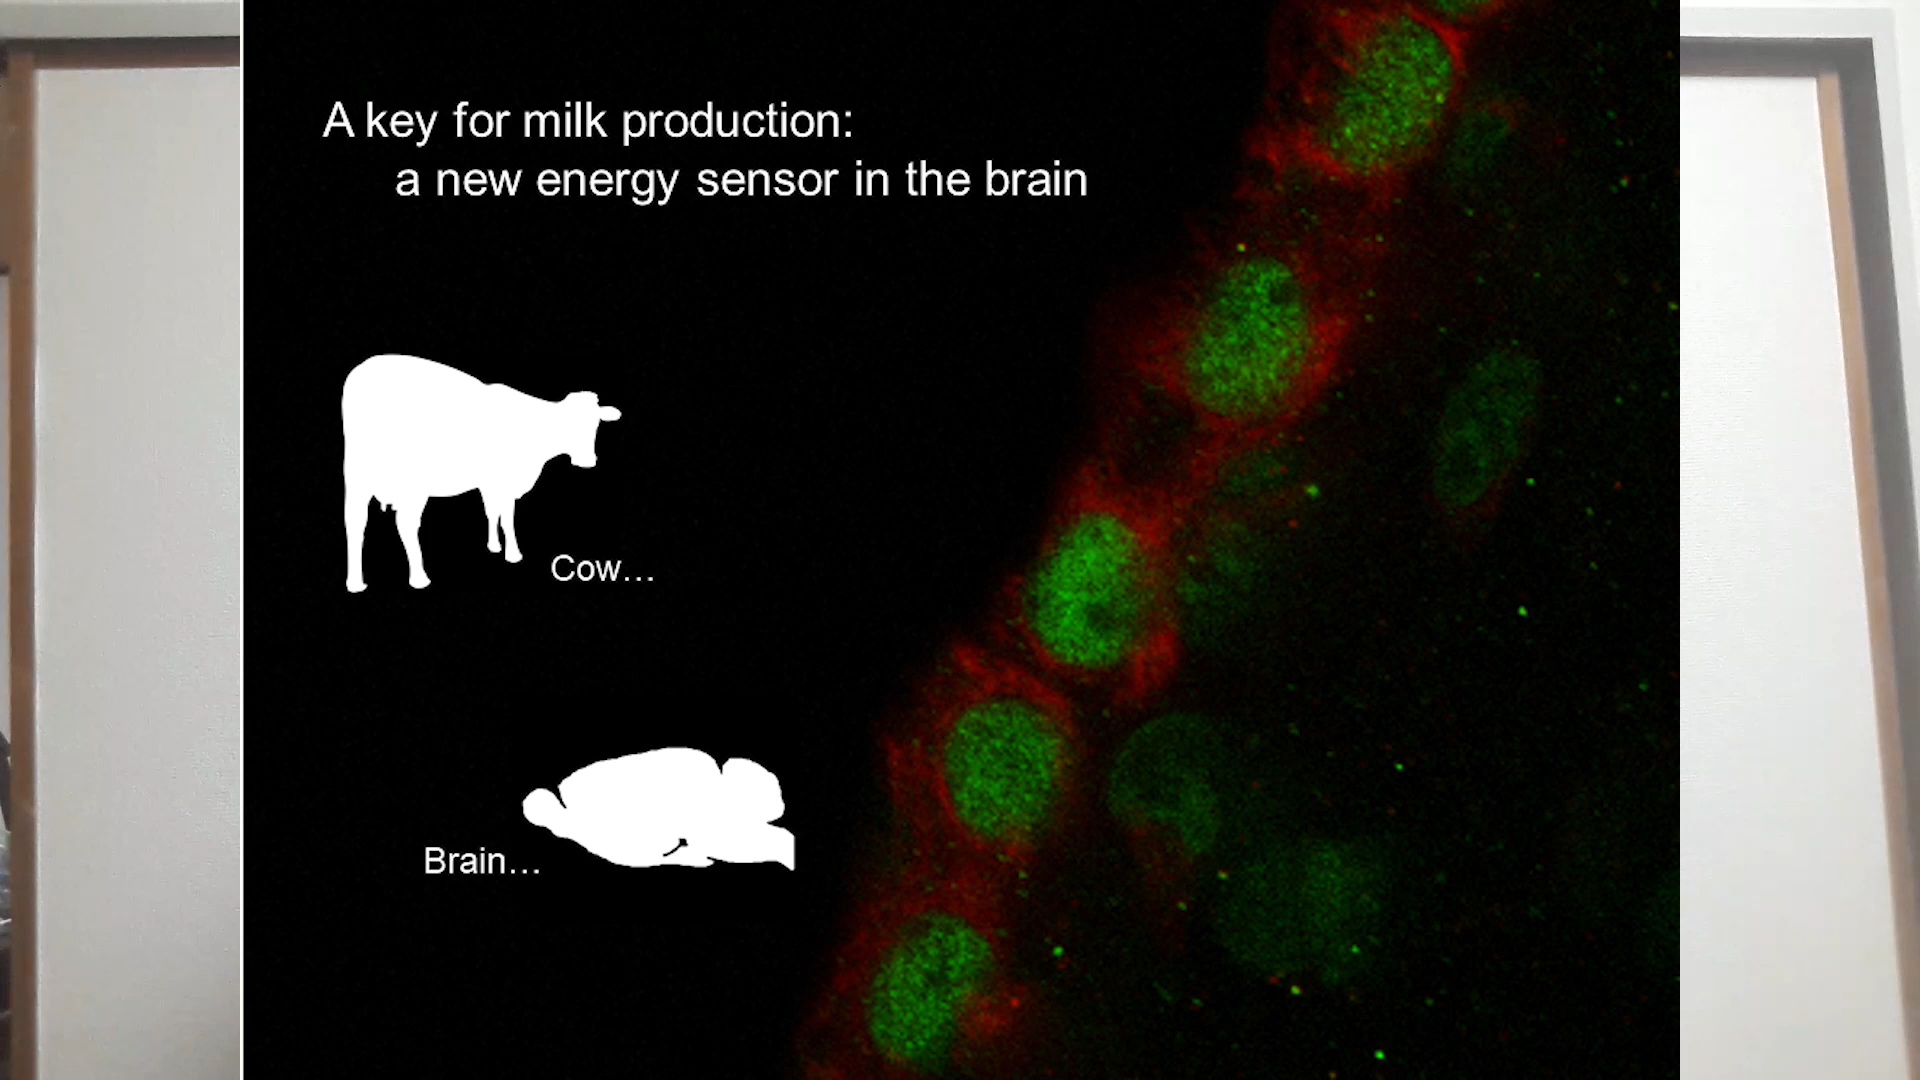 A key for milk production:
a new energy sensor in the brain
Cow…
Brain…